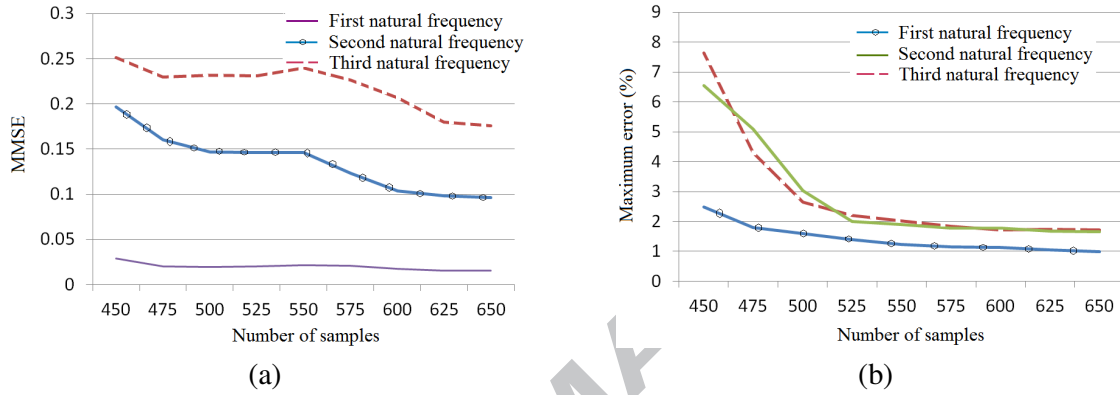 0.3
0.25
0.2
0.15
0.1
0.05
0
MMSE
First natural frequency
Second natural frequency
Third natural frequency
450 475 500 525 550 575 600 625 650
Number of samples
(a)
9
8
7
6
5
4
3
2
1
0
Maximum error (%)
First natural frequency
Second natural frequency
Third natural frequency
450 475 500 525 550 575 600 625 650
Number of samples
(b)